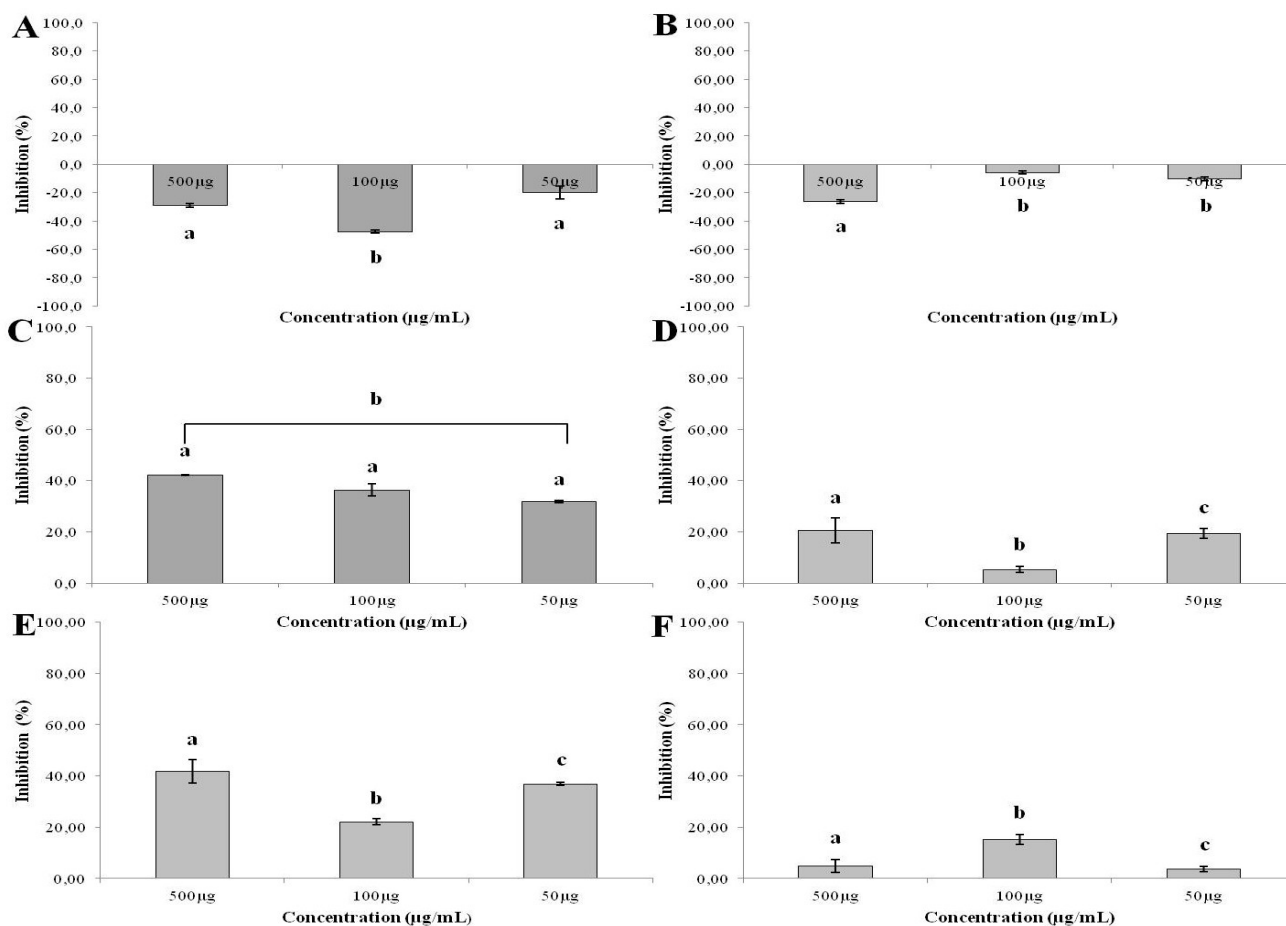 A
Inhibition (%)
100,0
80,0
60,0
40,0
20,0
0,0
-20,0
-40,0
-60,0
-80,0
-100,0
500µg
100µg
50µg
a
b
a
Concentration (µg/mL)
B
Inhibition (%)
100,00
80,00
60,00
40,00
20,00
0,00
-20,00
-40,00
-60,00
-80,00
-100,00
500µg
100µg
50µg
a
b
b
Concentration (µg/mL)
C
Inhibition (%)
100,0
80,0
60,0
40,0
20,0
0,0
b
a
a
a
500µg
100µg
50µg
Concentration (µg/mL)
D
Inhibition (%)
100,00
80,00
60,00
40,00
20,00
0,00
a
b
c
500µg
100µg
50µg
Concentration (µg/mL)
E
Inhibition (%)
100,00
80,00
60,00
40,00
20,00
0,00
a
b
c
500µg
100µg
50µg
Concentration (µg/mL)
F
Inhibition (%)
100,00
80,00
60,00
40,00
20,00
0,00
a
b
c
500µg
100µg
50µg
Concentration (µg/mL)